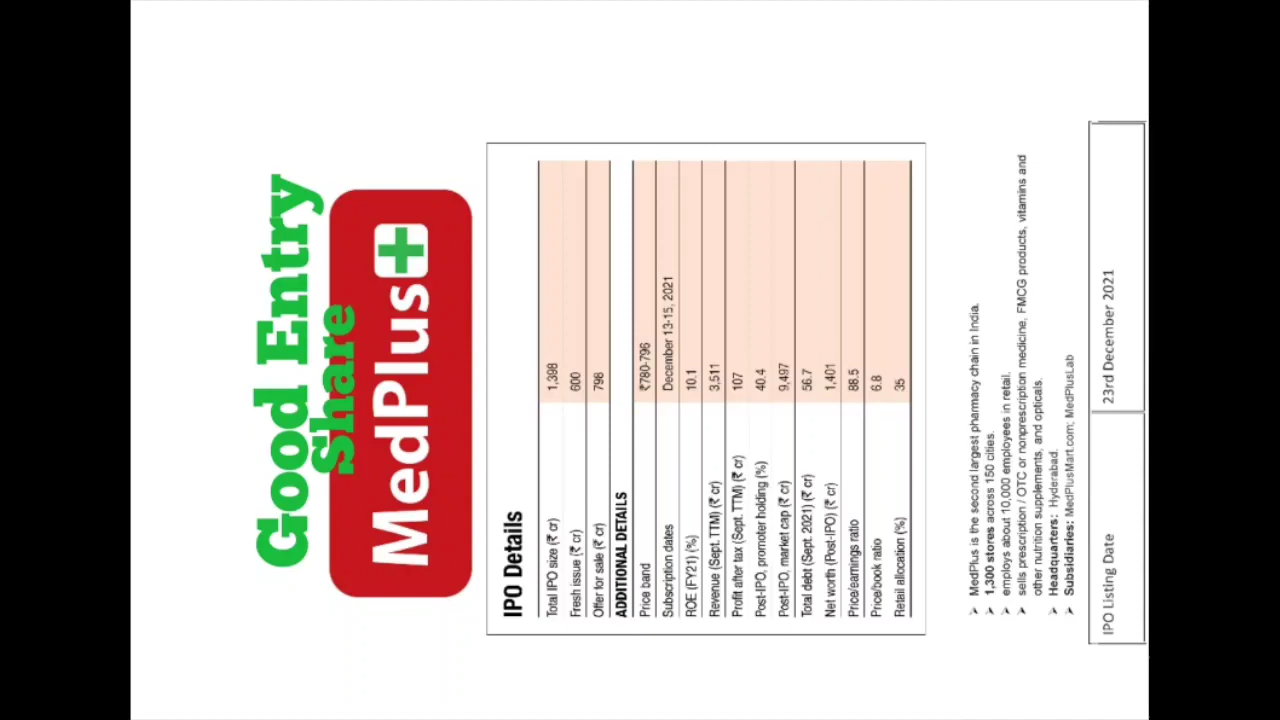 Good Entry
Share
MedPlus
IPO Details
Total IPO size (₹ cr) 1,398
Fresh issue (₹ cr) 600
Offer for sale (₹ cr) 798
ADDITIONAL DETAILS
Price band ₹780-796
Subscription dates December 13-15, 2021
ROE (FY21) (%) 10.1
Revenue (Sept. TTM) (₹ cr) 3,511
Profit after tax (Sept. TTM) (₹ cr) 107
Post-IPO, promoter holding (%) 40.4
Post-IPO, market cap (₹ cr) 9,497
Total debt (Sept. 2021) (₹ cr) 56.7
Net worth (Post-IPO) (₹ cr) 1,401
Price/earnings ratio 88.5
Price/book ratio 6.8
Retail allocation (%) 35
➢ MedPlus is the second largest pharmacy chain in India.
➢ 1,300 stores across 150 cities.
➢ employs about 10,000 employees in retail.
➢ sells prescription / OTC or nonprescription medicine, FMCG products, vitamins and
other nutrition supplements, and opticals.
➢ Headquarters: Hyderabad.
➢ Subsidiaries: MedPlusMart.com; MedPlusLab
IPO Listing Date 23rd December 2021